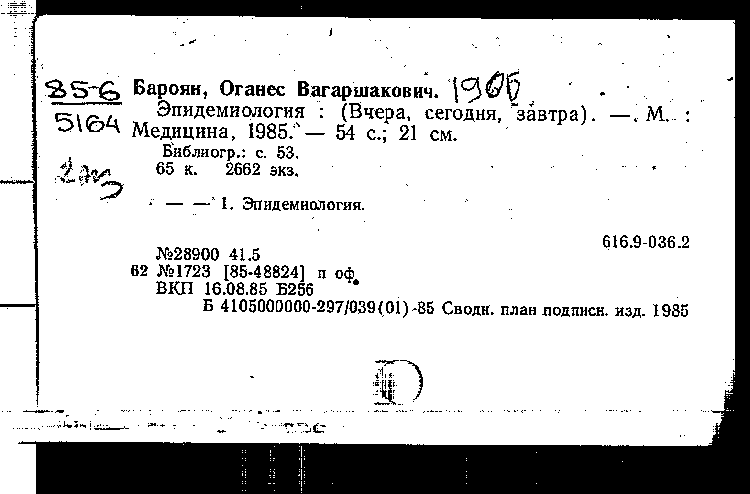 85-6 Бароян, Оганес Вагаршакович. 1906
5164 Эпидемиология : (Вчера, сегодня, завтра). —. М. :
Медицина, 1985. — 54 с.; 21 см.
Библиогр.: с. 53.
65 к. 2662 экз.
— — 1. Эпидемиология.
616.9-036.2
№28900 41.5
62 №1723 [85-48824] п оф.
ВКП 16.08.85 Б256
Б 4105000000-297/039(01)-85 Сводн. план подписн. изд. 1985